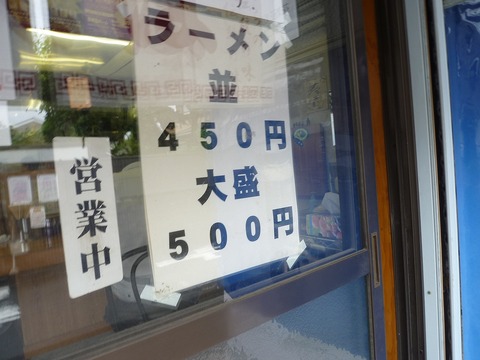 ラーメン
並
４５０円
大盛
５００円
営業中